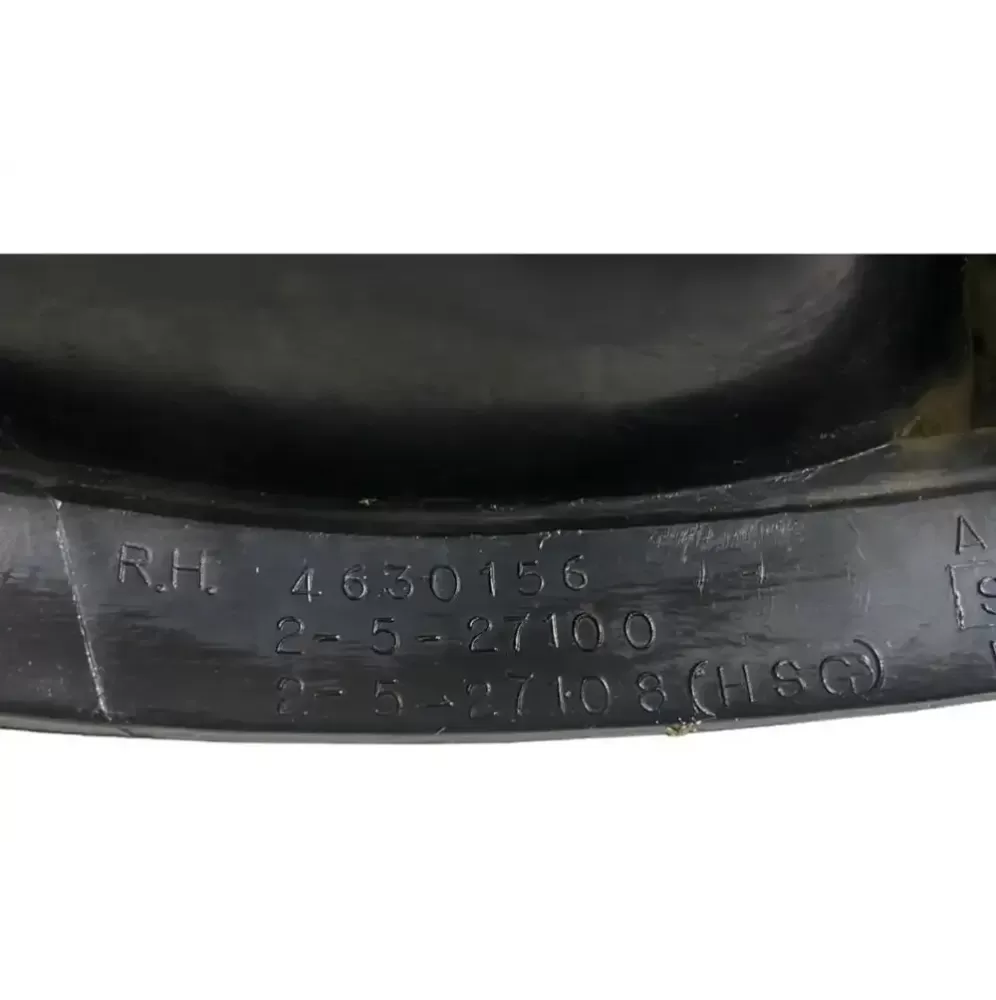 R.H. 4630156
2-5-27100
2-5-27108(HSG)
A
S